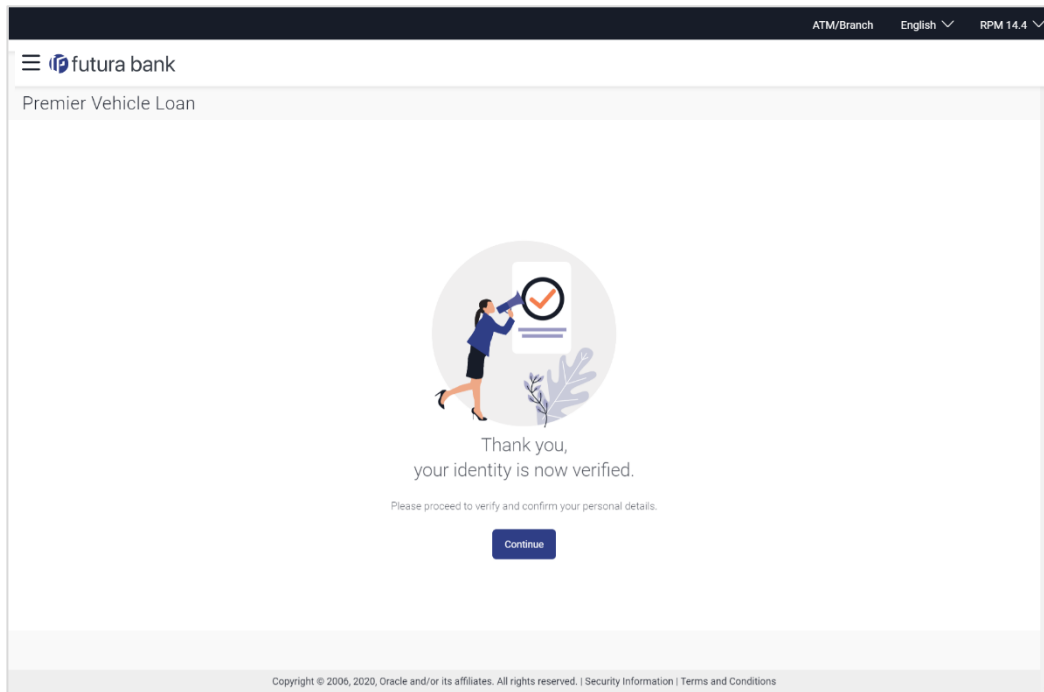 ATM/Branch English RPM 14.4
futura bank
Premier Vehicle Loan
Thank you,
your identity is now verified.
Please proceed to verify and confirm your personal details.
Continue
Copyright © 2006, 2020, Oracle and/or its affiliates. All rights reserved. | Security Information | Terms and Conditions